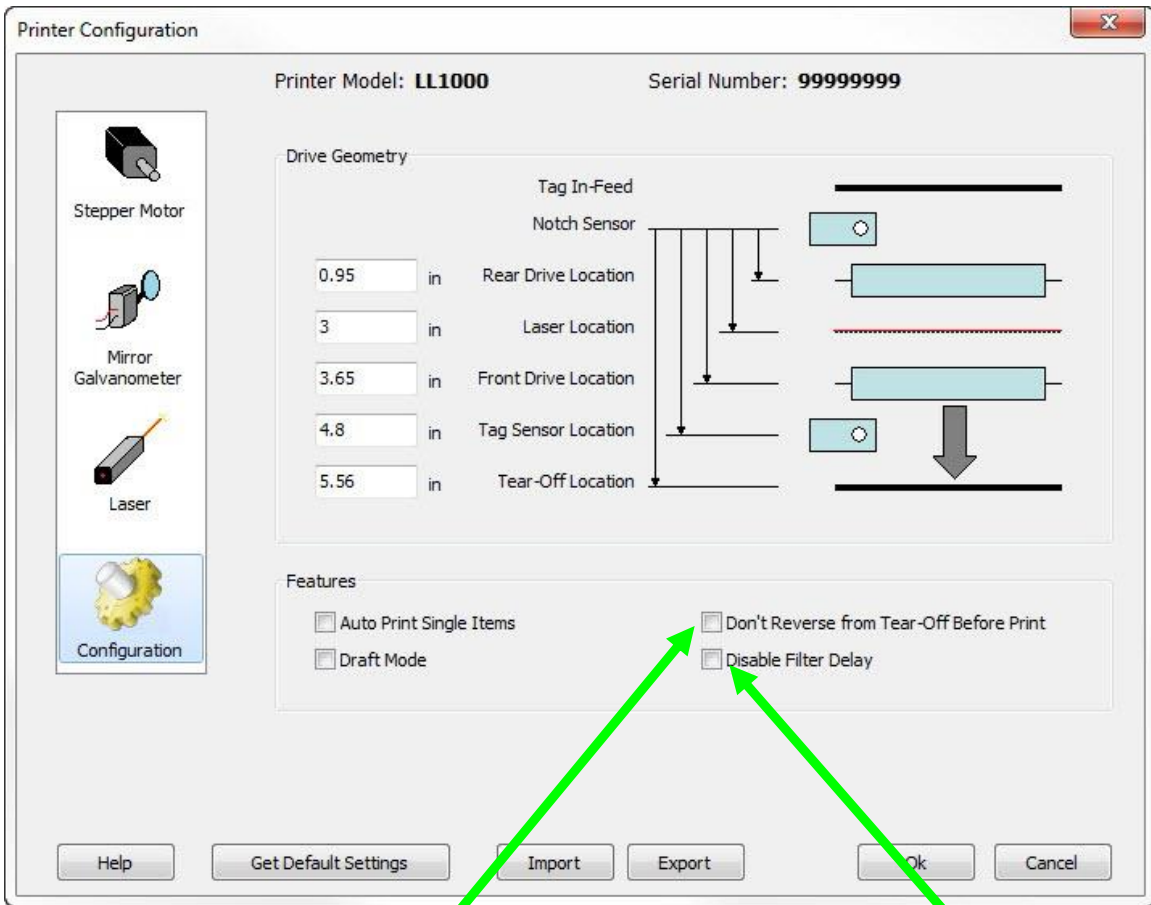 Printer Configuration
X
Printer Model: LL1000 Serial Number: 99999999
Stepper Motor
Mirror
Galvanometer
Laser
Configuration
Drive Geometry
Tag In-Feed
Notch Sensor
0.95 in Rear Drive Location
3 in Laser Location
3.65 in Front Drive Location
4.8 in Tag Sensor Location
5.56 in Tear-Off Location
Features
Auto Print Single Items Don't Reverse from Tear-Off Before Print
Draft Mode Disable Filter Delay
Help Get Default Settings Import Export Ok Cancel